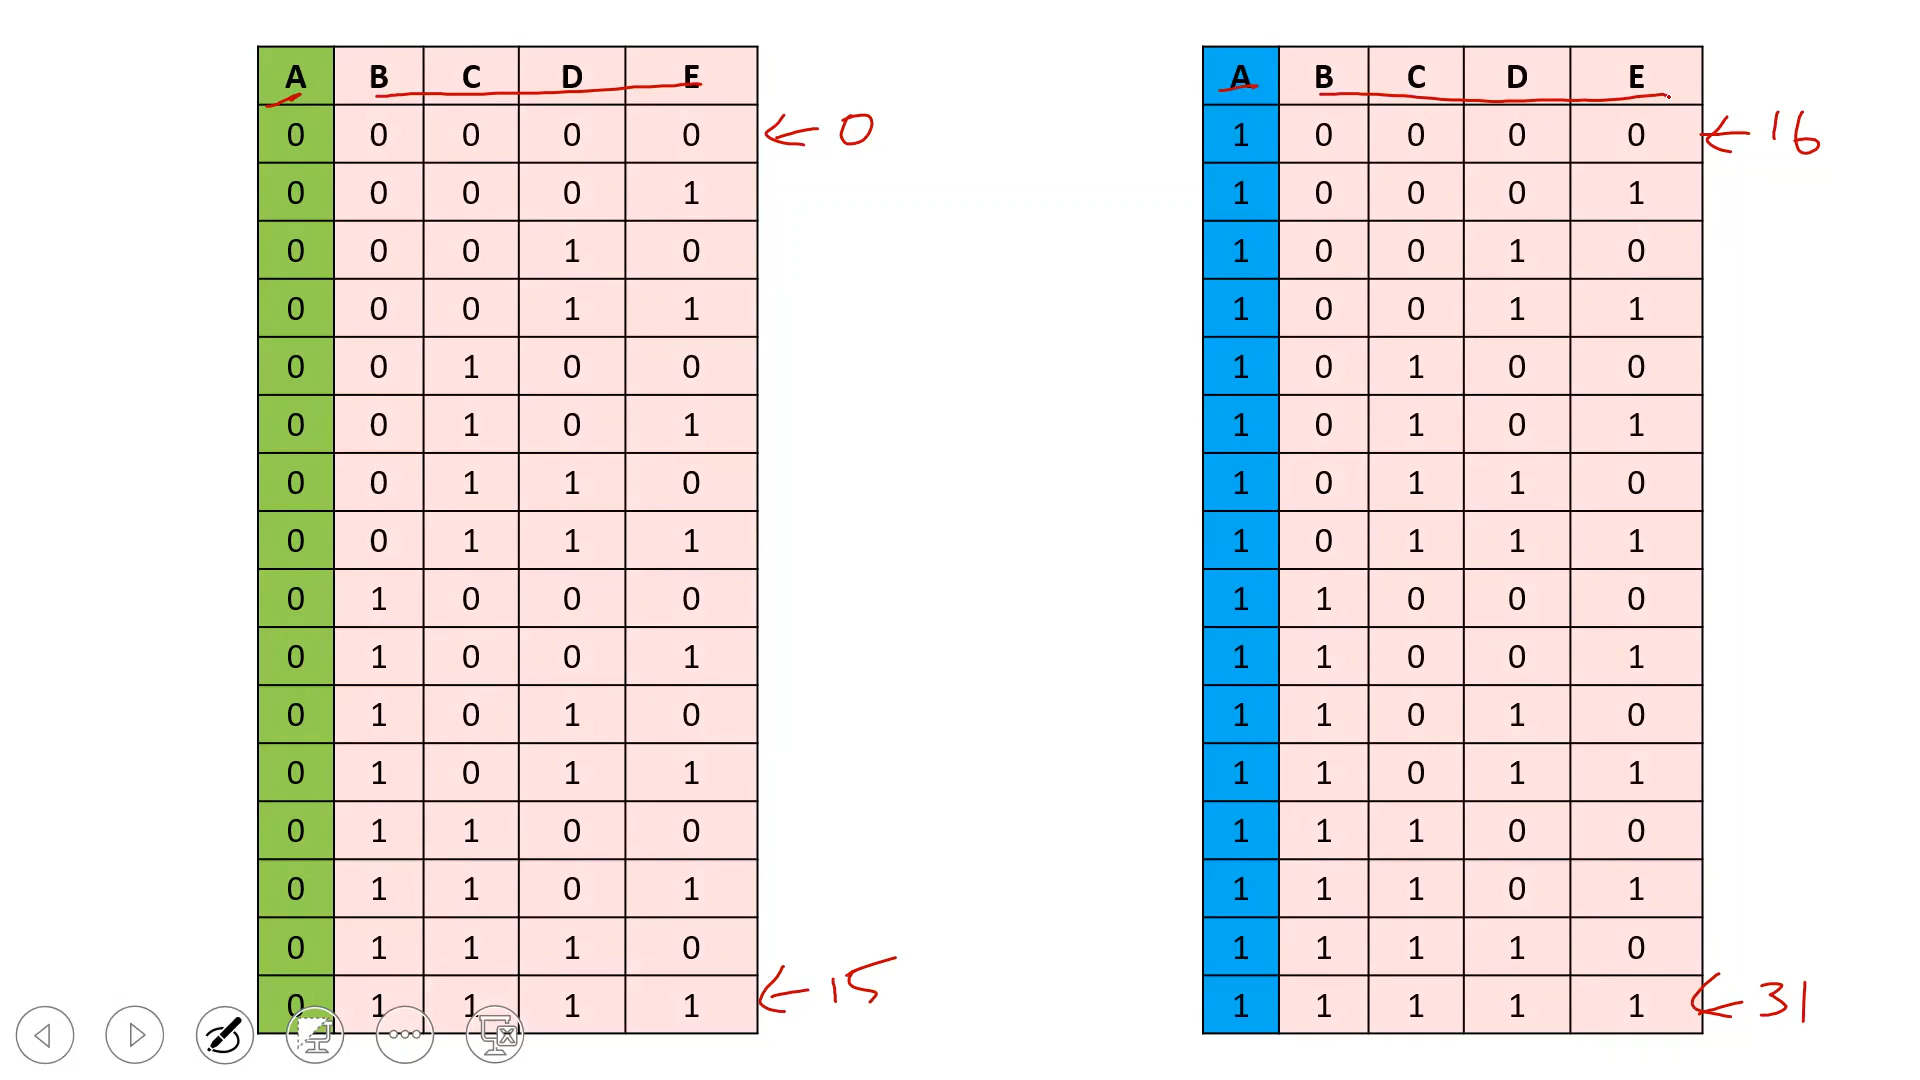 A B C D E
0 0 0 0 0 ← 0
0 0 0 0 1
0 0 0 1 0
0 0 0 1 1
0 0 1 0 0
0 0 1 0 1
0 0 1 1 0
0 0 1 1 1
0 1 0 0 0
0 1 0 0 1
0 1 0 1 0
0 1 0 1 1
0 1 1 0 0
0 1 1 0 1
0 1 1 1 0
0 1 1 1 1 ← 15
A B C D E
1 0 0 0 0 ← 16
1 0 0 0 1
1 0 0 1 0
1 0 0 1 1
1 0 1 0 0
1 0 1 0 1
1 0 1 1 0
1 0 1 1 1
1 1 0 0 0
1 1 0 0 1
1 1 0 1 0
1 1 0 1 1
1 1 1 0 0
1 1 1 0 1
1 1 1 1 0
1 1 1 1 1 ← 31